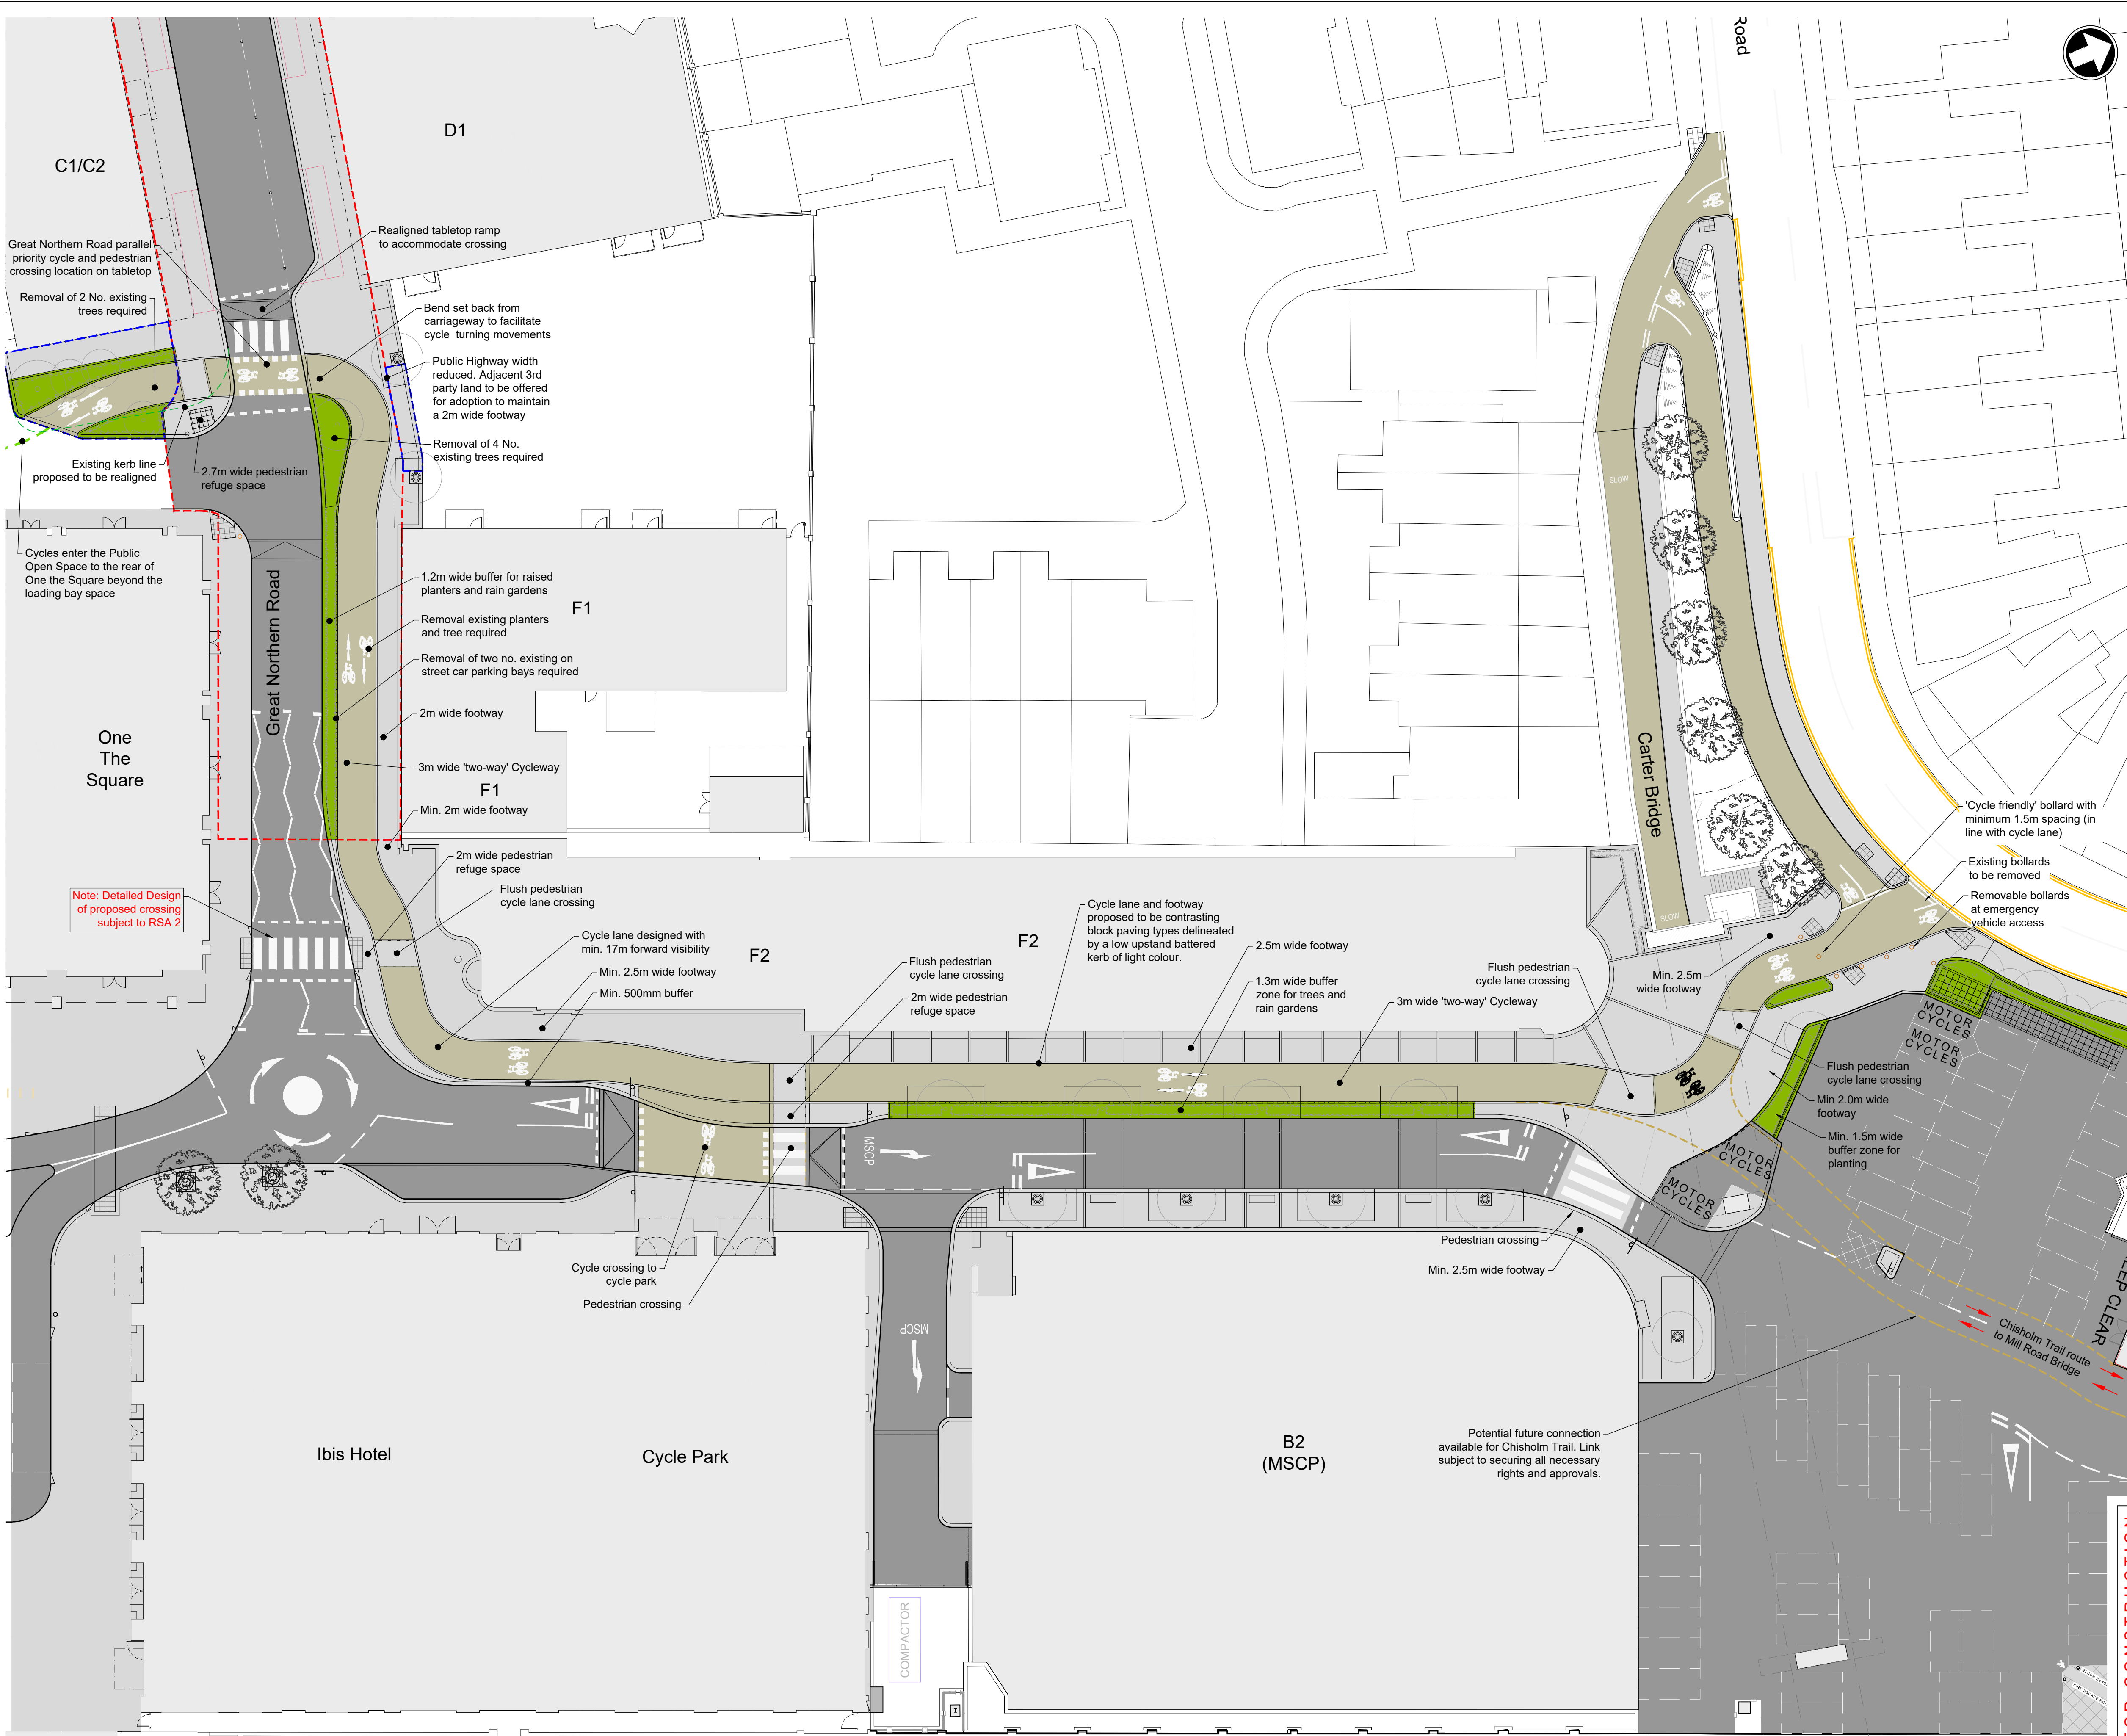 Road
C1/C2
D1
Great Northern Road parallel
priority cycle and pedestrian
crossing location on tabletop
Realigned tabletop ramp
to accommodate crossing
Removal of 2 No. existing
trees required
Bend set back from
carriageway to facilitate
cycle turning movements
Public Highway width
reduced. Adjacent 3rd
party land to be offered
for adoption to maintain
a 2m wide footway
Removal of 4 No.
existing trees required
Existing kerb line
proposed to be realigned
2.7m wide pedestrian
refuge space
Cycles enter the Public
Open Space to the rear of
One the Square beyond the
loading bay space
Great Northern Road
1.2m wide buffer for raised
planters and rain gardens
F1
Removal existing planters
and tree required
Removal of two no. existing on
street car parking bays required
2m wide footway
One
The
Square
3m wide 'two-way' Cycleway
F1
Min. 2m wide footway
SLOW
Carter Bridge
SLOW
'Cycle friendly' bollard with
minimum 1.5m spacing (in
line with cycle lane)
Existing bollards
to be removed
Removable bollards
at emergency
vehicle access
Note: Detailed Design
of proposed crossing
subject to RSA 2
2m wide pedestrian
refuge space
Flush pedestrian
cycle lane crossing
Cycle lane designed with
min. 17m forward visibility
F2
Min. 2.5m wide footway
Min. 500mm buffer
Flush pedestrian
cycle lane crossing
2m wide pedestrian
refuge space
F2
Cycle lane and footway
proposed to be contrasting
block paving types delineated
by a low upstand battered
kerb of light colour.
2.5m wide footway
1.3m wide buffer
zone for trees and
rain gardens
3m wide 'two-way' Cycleway
Flush pedestrian
cycle lane crossing
Min. 2.5m
wide footway
MOTOR
CYCLES
MOTOR
CYCLES
Flush pedestrian
cycle lane crossing
Min 2.0m wide
footway
Min. 1.5m wide
buffer zone for
planting
MOTOR
CYCLES
MOTOR
CYCLES
MSCP
Cycle crossing to
cycle park
Pedestrian crossing
Pedestrian crossing
Min. 2.5m wide footway
MSCP
KEEP CLEAR
Chisholm Trail route
to Mill Road Bridge
Ibis Hotel
Cycle Park
B2
(MSCP)
Potential future connection
available for Chisholm Trail. Link
subject to securing all necessary
rights and approvals.
COMPACTOR